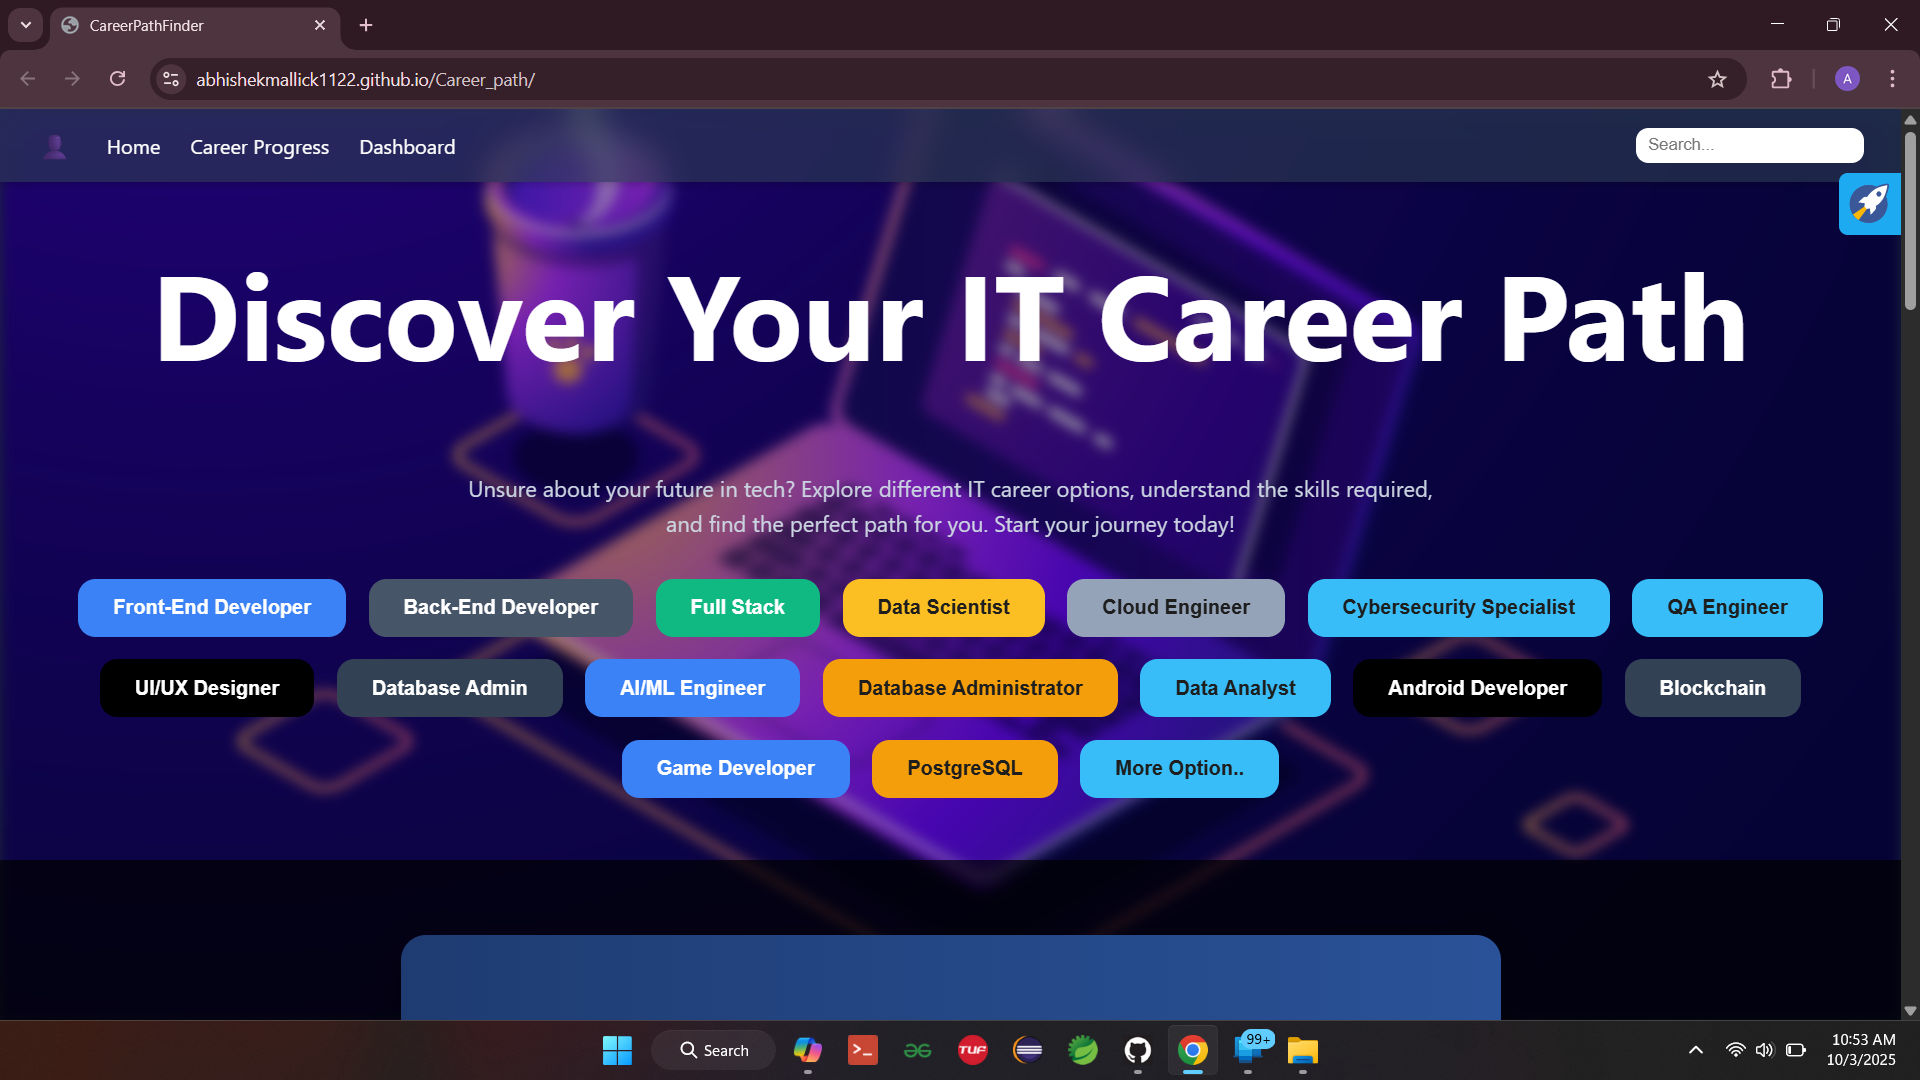 CareerPathFinder
abhishekmallick1122.github.io/Career_path/
A
Home Career Progress Dashboard
Search...
Discover Your IT Career Path
Unsure about your future in tech? Explore different IT career options, understand the skills required,
and find the perfect path for you. Start your journey today!
Front-End Developer Back-End Developer Full Stack Data Scientist Cloud Engineer Cybersecurity Specialist QA Engineer
UI/UX Designer Database Admin AI/ML Engineer Database Administrator Data Analyst Android Developer Blockchain
Game Developer PostgreSQL More Option..
Search
TUF
99+
10:53 AM
10/3/2025